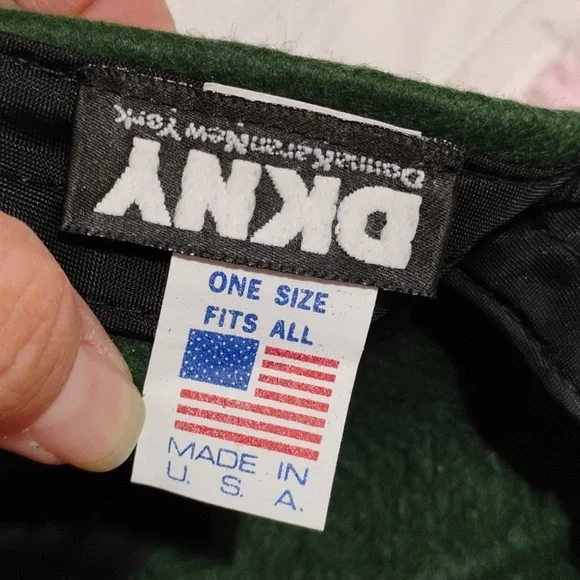 DKNY
DonnaKaranNewYork
ONE SIZE
FITS ALL
MADE IN
U. S. A.